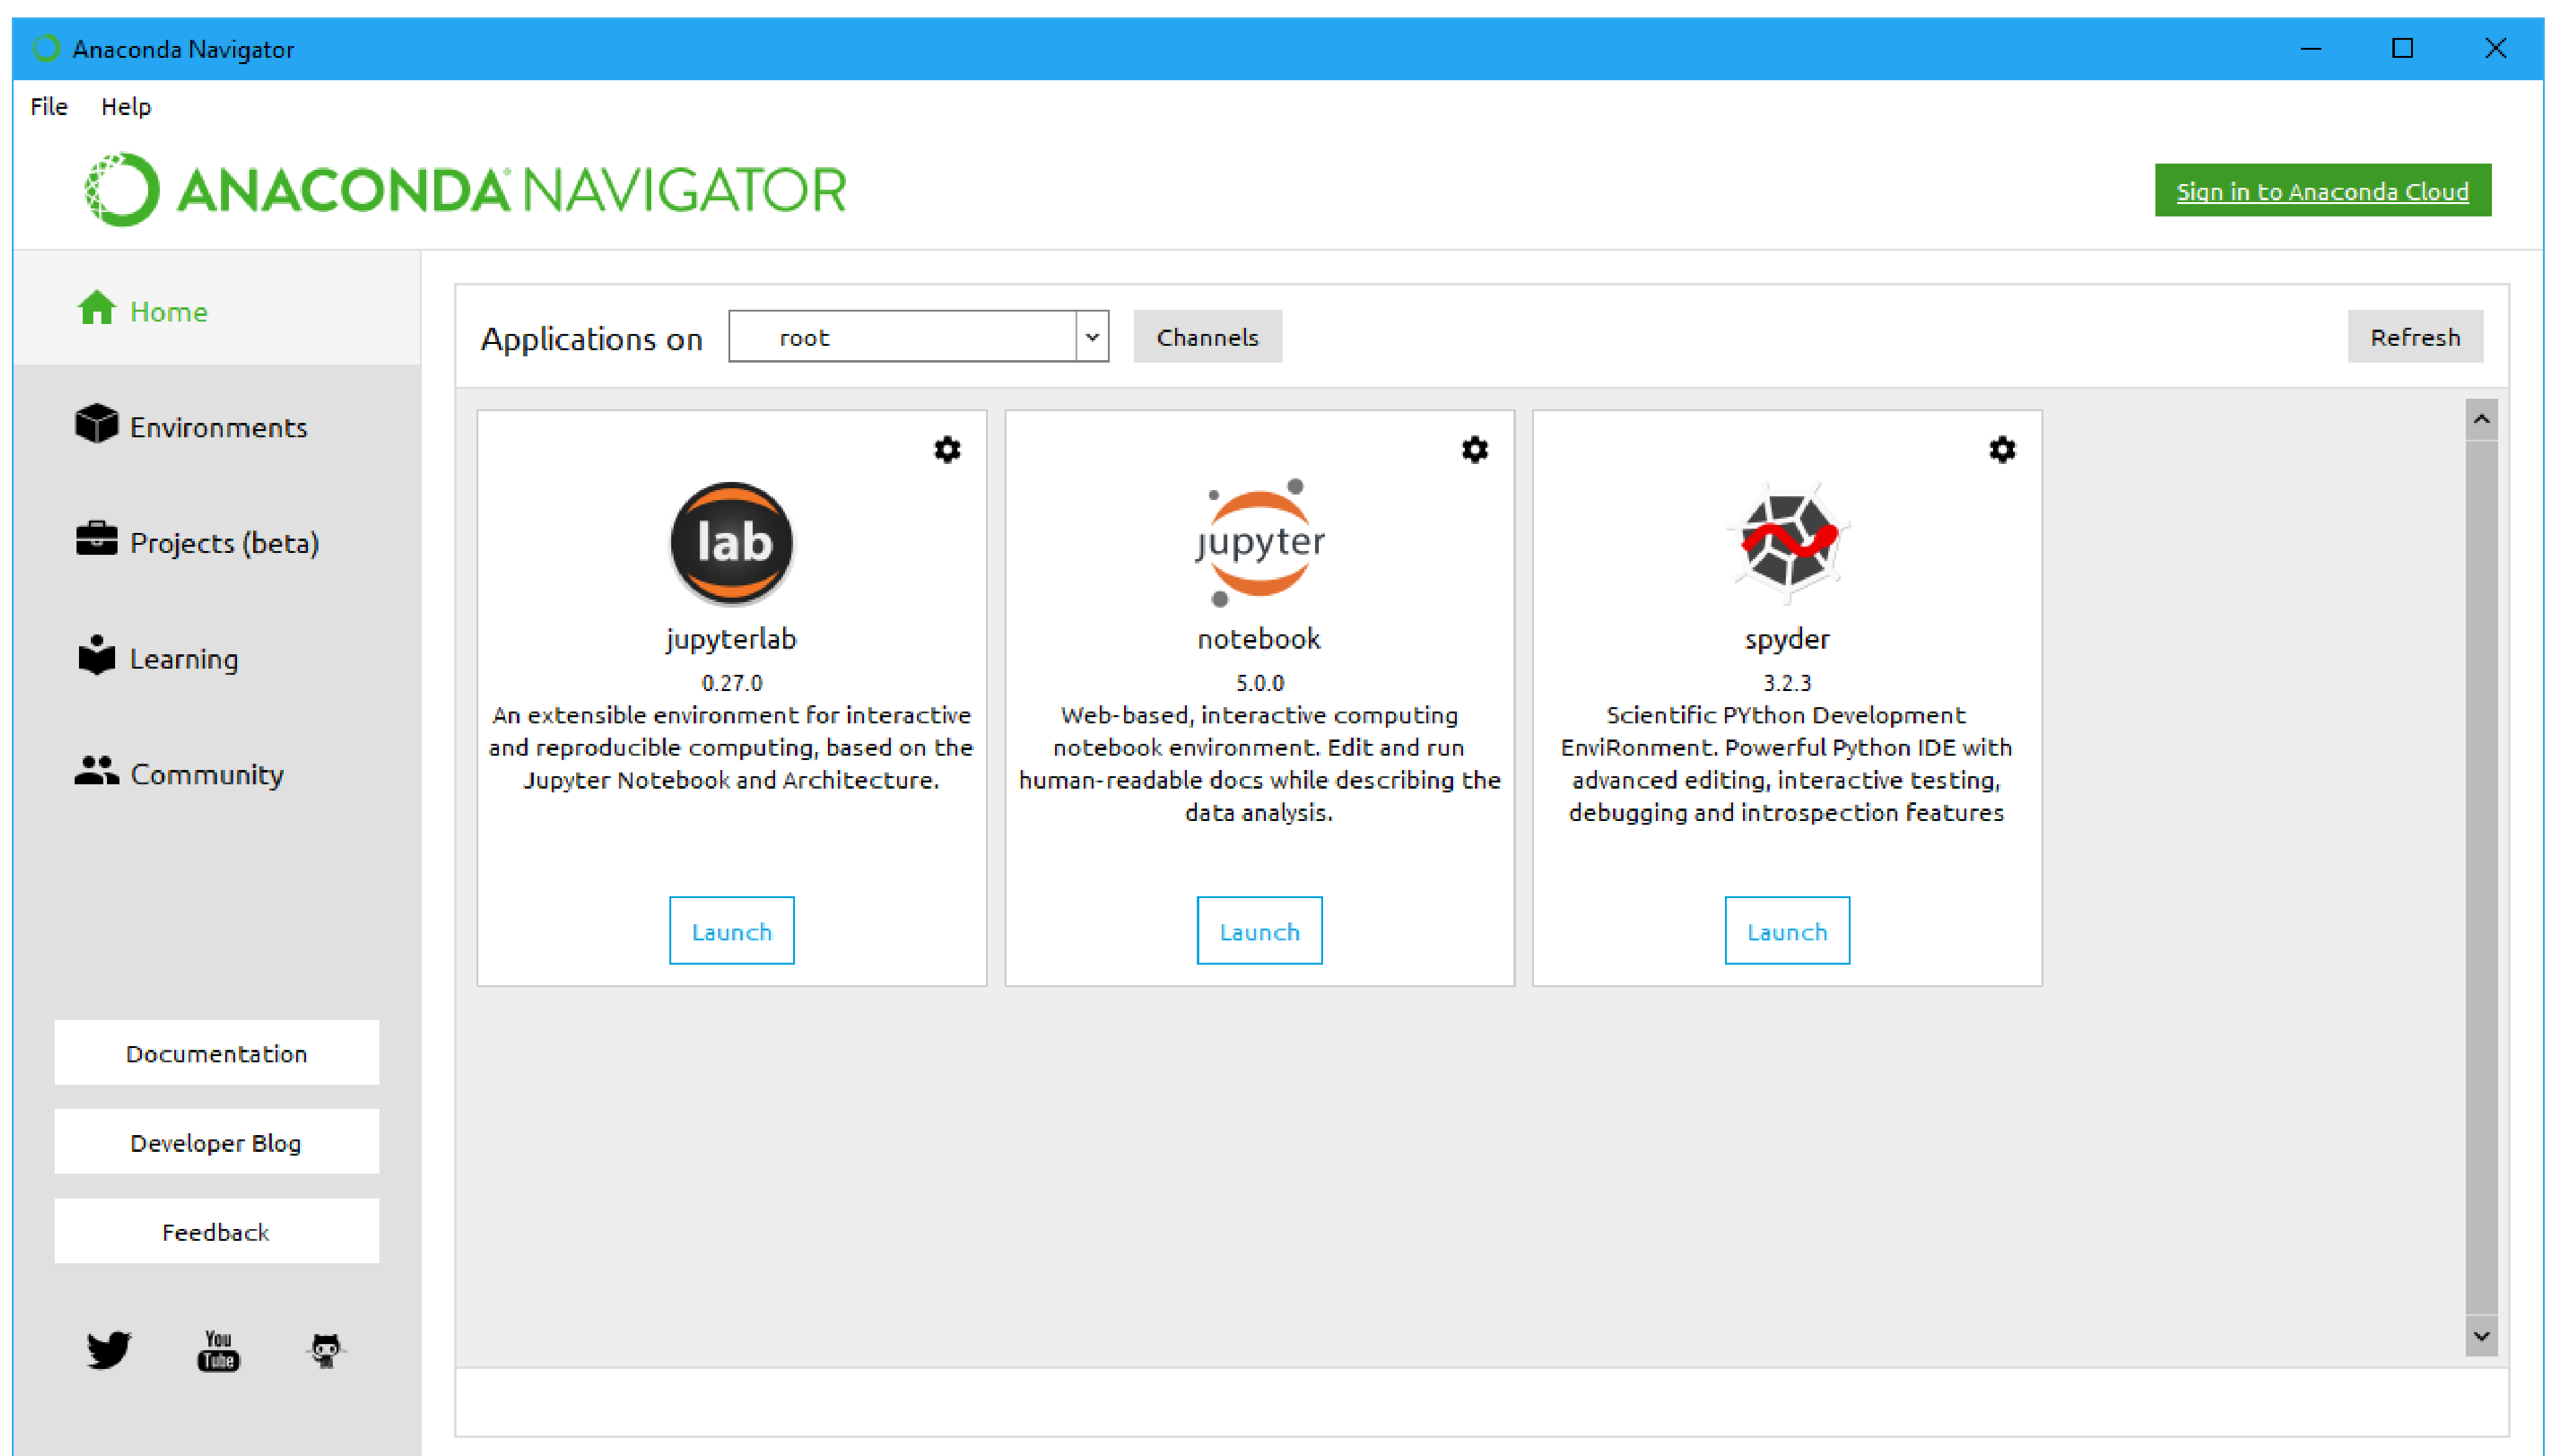 Anaconda Navigator
File Help
ANACONDA NAVIGATOR
Sign in to Anaconda Cloud
Home
Environments
Projects (beta)
Learning
Community
Documentation
Developer Blog
Feedback
You
Tube
Applications on root Channels Refresh
lab
jupyterlab
0.27.0
An extensible environment for interactive
and reproducible computing, based on the
Jupyter Notebook and Architecture.
Launch
jupyter
notebook
5.0.0
Web-based, interactive computing
notebook environment. Edit and run
human-readable docs while describing the
data analysis.
Launch
spyder
3.2.3
Scientific PYthon Development
EnviRonment. Powerful Python IDE with
advanced editing, interactive testing,
debugging and introspection features
Launch